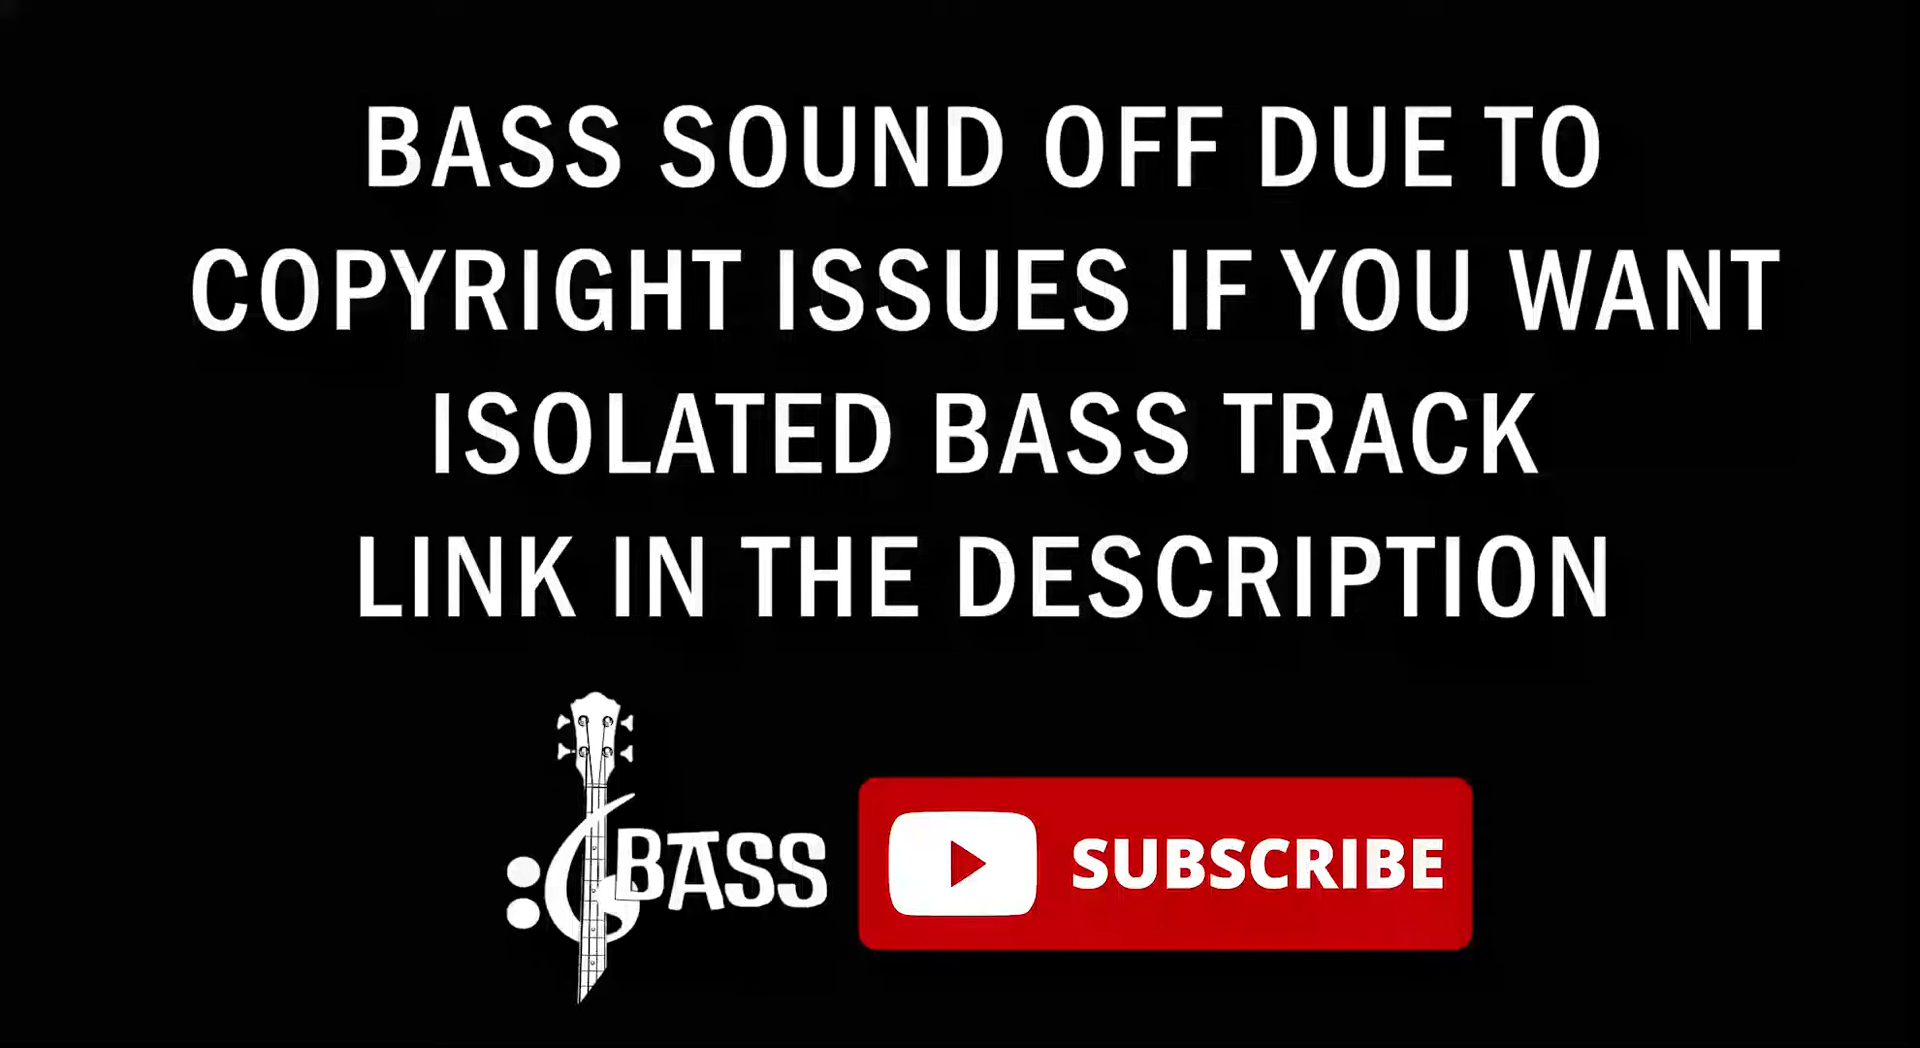 BASS SOUND OFF DUE TO
COPYRIGHT ISSUES IF YOU WANT
ISOLATED BASS TRACK
LINK IN THE DESCRIPTION
BASS
SUBSCRIBE